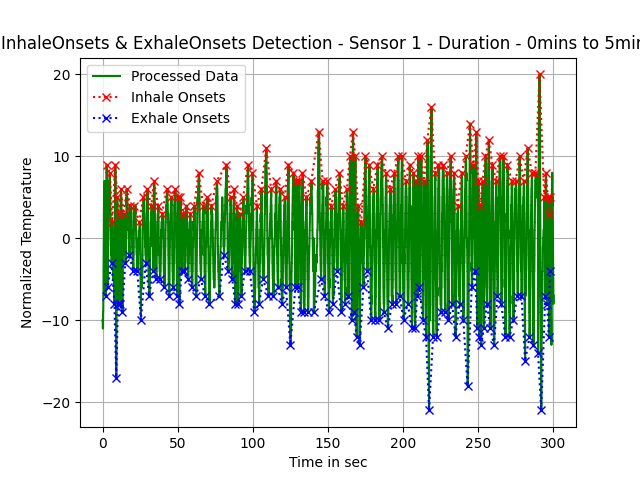 InhaleOnsets & ExhaleOnsets Detection - Sensor 1 - Duration - 0mins to 5min
Processed Data
Inhale Onsets
Exhale Onsets
Normalized Temperature
20
10
0
−10
−20
0 50 100 150 200 250 300
Time in sec